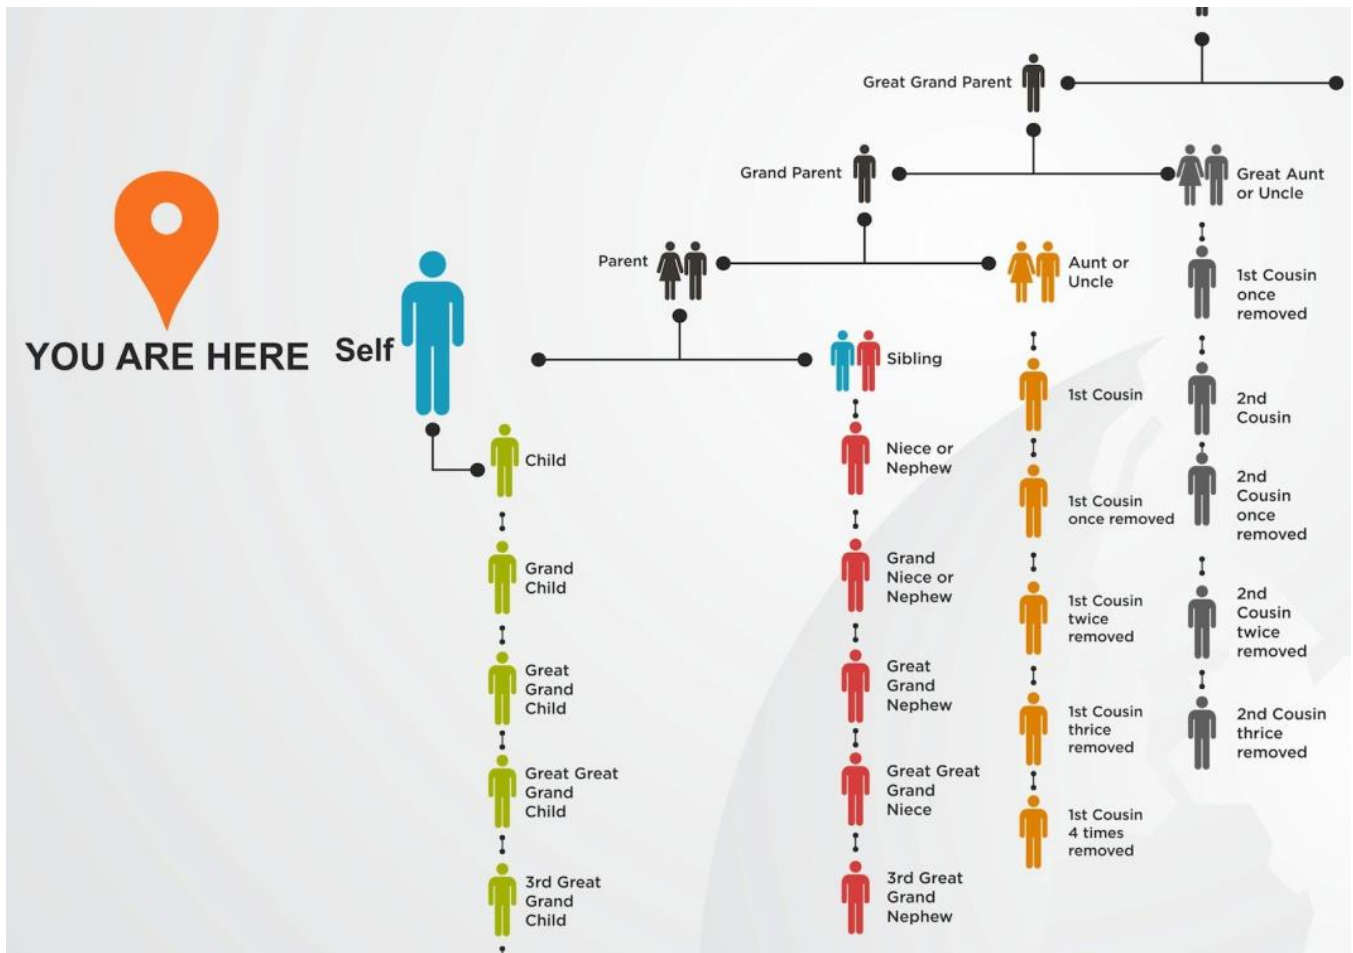 Great Grand Parent
Grand Parent
Great Aunt
or Uncle
Parent
Aunt or
Uncle
1st Cousin
once
removed
YOU ARE HERE
Self
Sibling
1st Cousin
2nd
Cousin
Child
Niece or
Nephew
1st Cousin
once removed
2nd
Cousin
once
removed
Grand
Child
Grand
Niece or
Nephew
1st Cousin
twice
removed
2nd
Cousin
twice
removed
Great
Grand
Child
Great
Grand
Nephew
1st Cousin
thrice
removed
2nd Cousin
thrice
removed
Great Great
Grand
Child
Great Great
Grand
Niece
1st Cousin
4 times
removed
3rd Great
Grand
Child
3rd Great
Grand
Nephew